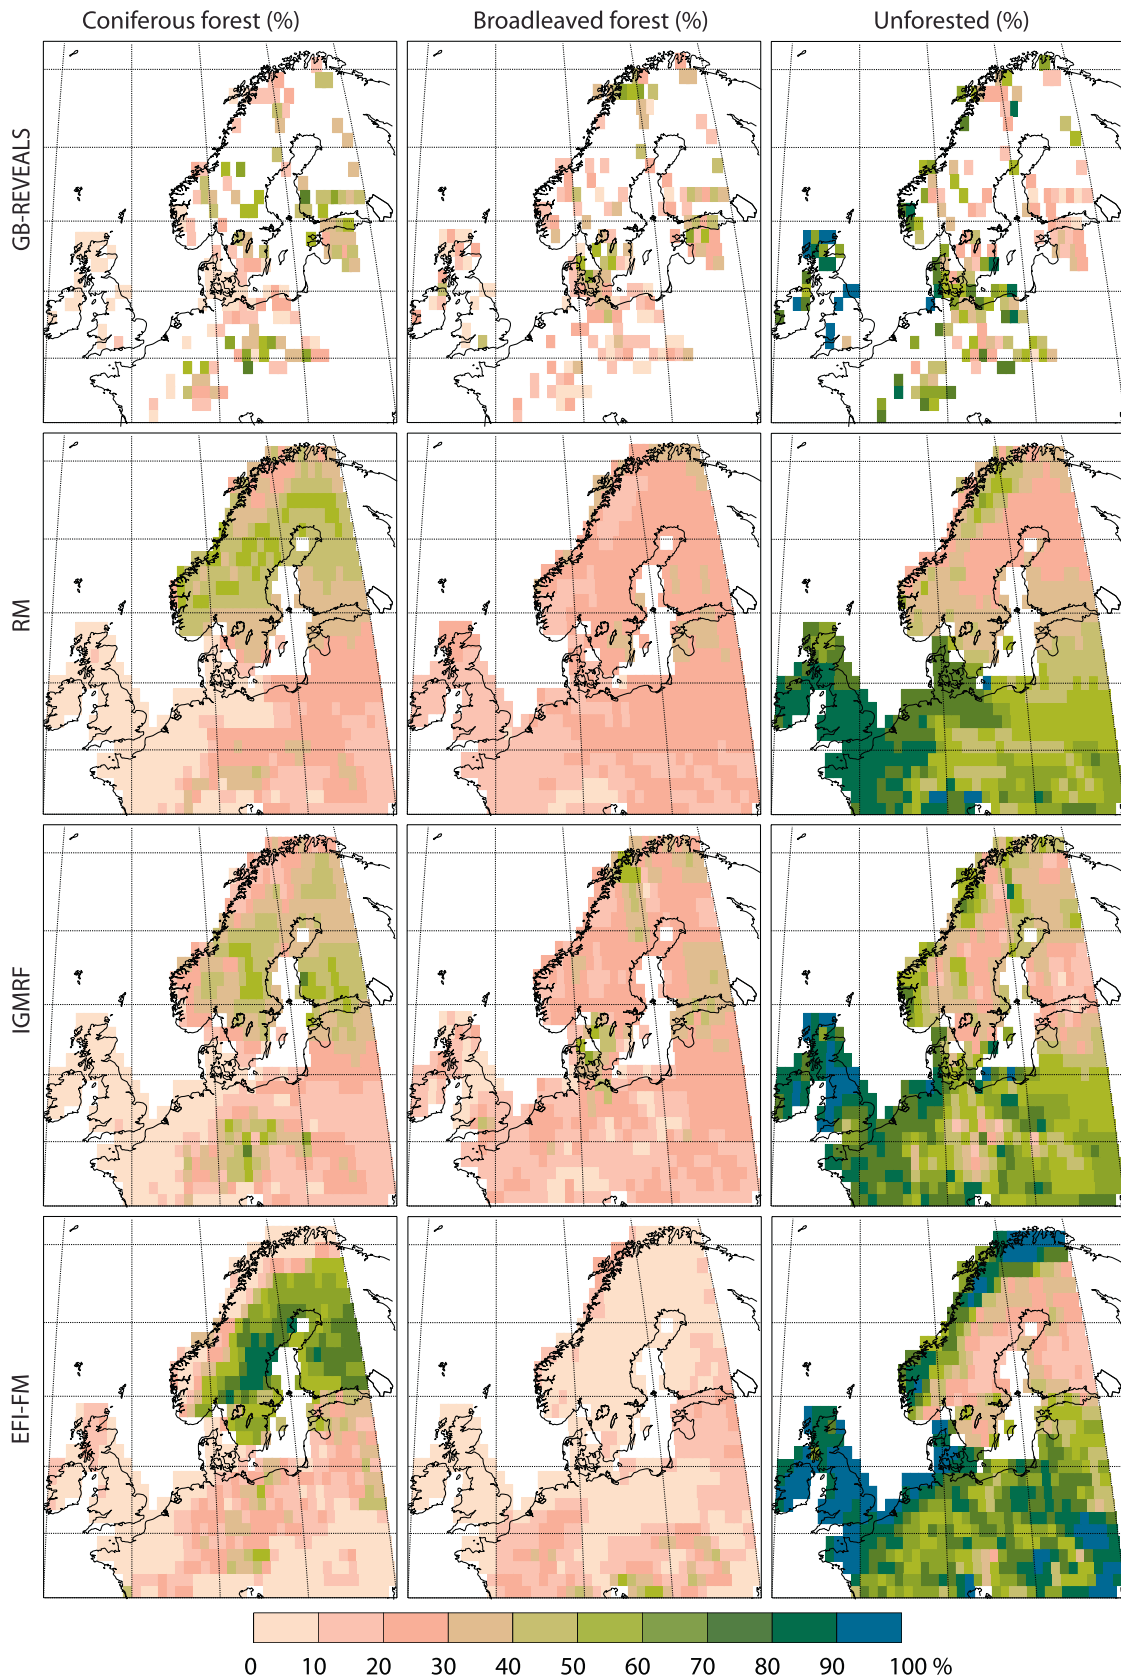 Coniferous forest (%) Broadleaved forest (%) Unforested (%)
GB-REVEALS
RM
IGMRF
EFI-FM
0 10 20 30 40 50 60 70 80 90 100 %